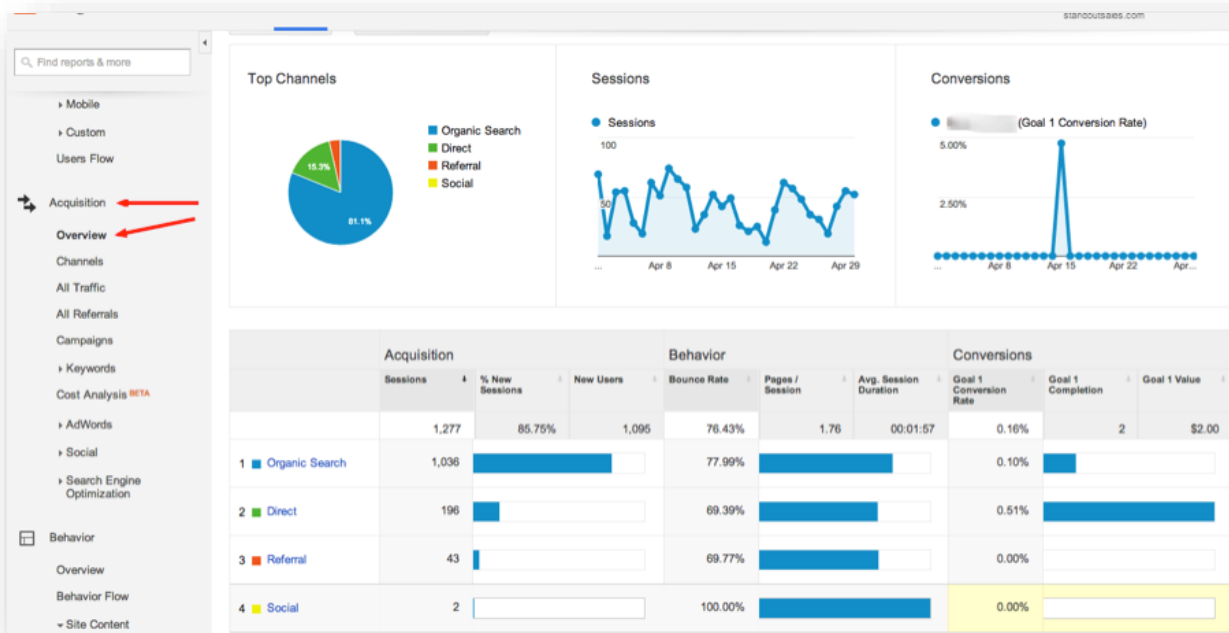 standoutsales.com
Find reports & more
Mobile
Custom
Users Flow
Acquisition
Overview
Channels
All Traffic
All Referrals
Campaigns
Keywords
Cost Analysis BETA
AdWords
Social
Search Engine
Optimization
Behavior
Overview
Behavior Flow
Site Content
Top Channels
15.3%
81.1%
Organic Search
Direct
Referral
Social
Sessions
Sessions
100
50
...
Apr 8
Apr 15
Apr 22
Apr 29
Conversions
(Goal 1 Conversion Rate)
5.00%
2.50%
...
Apr 8
Apr 15
Apr 22
Apr...
Acquisition Behavior Conversions
Sessions % New Sessions New Users Bounce Rate Pages / Session Avg. Session Duration Goal 1 Conversion Rate Goal 1 Completion Goal 1 Value
1,277 85.75% 1,095 76.43% 1.76 00:01:57 0.16% 2 $2.00
1 Organic Search 1,036 77.99% 0.10%
2 Direct 196 69.39% 0.51%
3 Referral 43 69.77% 0.00%
4 Social 2 100.00% 0.00%